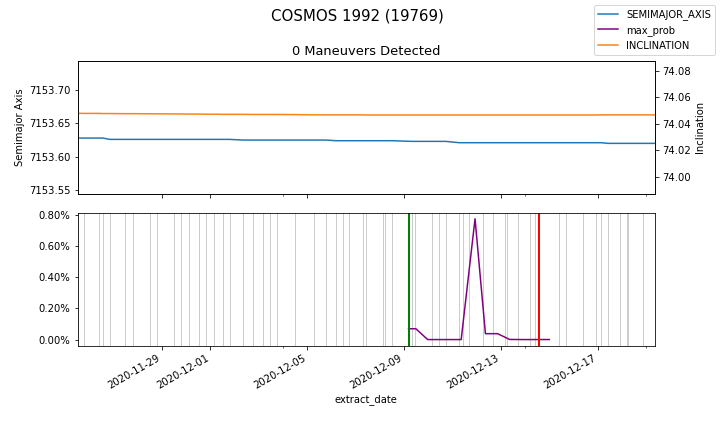 COSMOS 1992 (19769)
SEMIMAJOR_AXIS
max_prob
INCLINATION
0 Maneuvers Detected
Semimajor Axis
7153.70
7153.65
7153.60
7153.55
74.08
74.06
74.04
74.02
74.00
Inclination
0.80%
0.60%
0.40%
0.20%
0.00%
2020-11-29
2020-12-01
2020-12-05
2020-12-09
2020-12-13
2020-12-17
extract_date